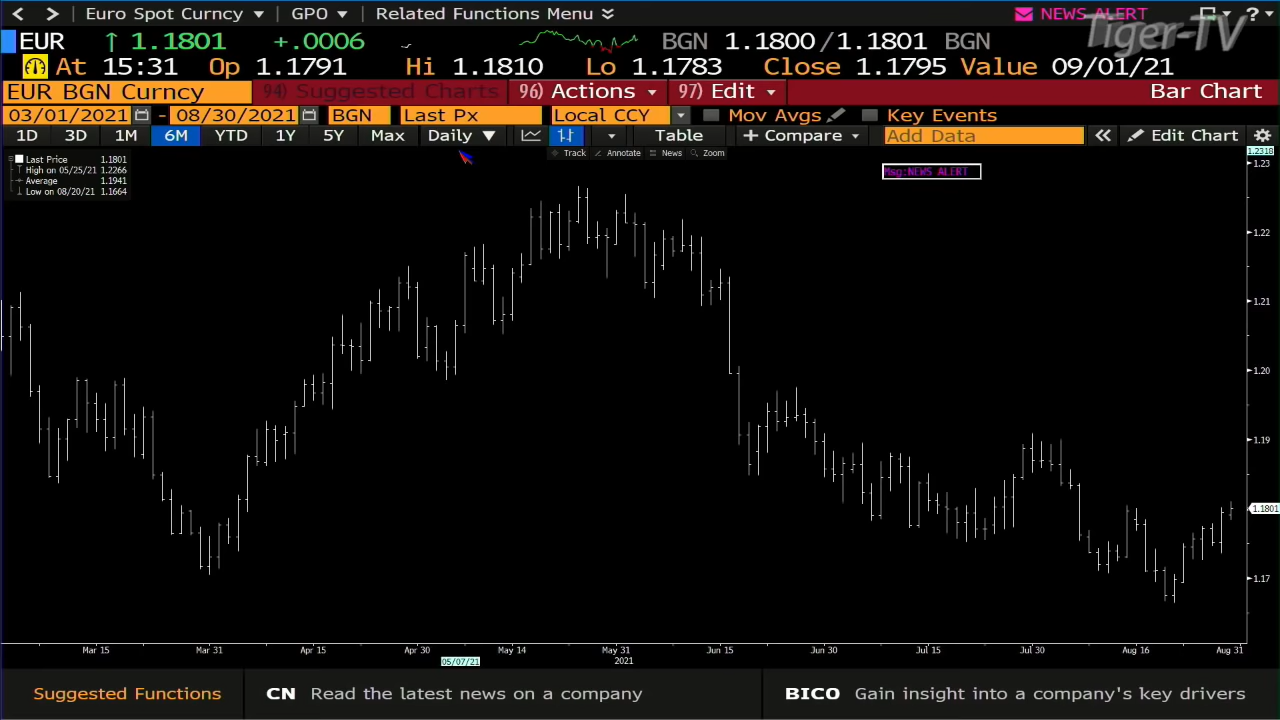 Euro Spot Curncy GPO Related Functions Menu NEWS ALERT ?
Tiger-TV
EUR ↑ 1.1801 +.0006 BGN 1.1800/1.1801 BGN
At 15:31 Op 1.1791 Hi 1.1810 Lo 1.1783 Close 1.1795 Value 09/01/21
EUR BGN Curncy 94) Suggested Charts 96) Actions 97) Edit Bar Chart
03/01/2021 - 08/30/2021 BGN Last Px Local CCY Mov Avgs Key Events
1D 3D 1M 6M YTD 1Y 5Y Max Daily ▼ Table + Compare Add Data « Edit Chart
Track Annotate News Zoom
Last Price 1.1801
High on 05/25/21 1.2266
Average 1.1941
Low on 08/20/21 1.1664
Msg:NEWS ALERT
1.2318
1.23
1.22
1.21
1.20
1.19
1.1801
1.17
Mar 15 Mar 31 Apr 15 Apr 30 May 14 May 31 Jun 15 Jun 30 Jul 15 Jul 30 Aug 16 Aug 31
05/07/21 2021
Suggested Functions CN Read the latest news on a company BICO Gain insight into a company's key drivers